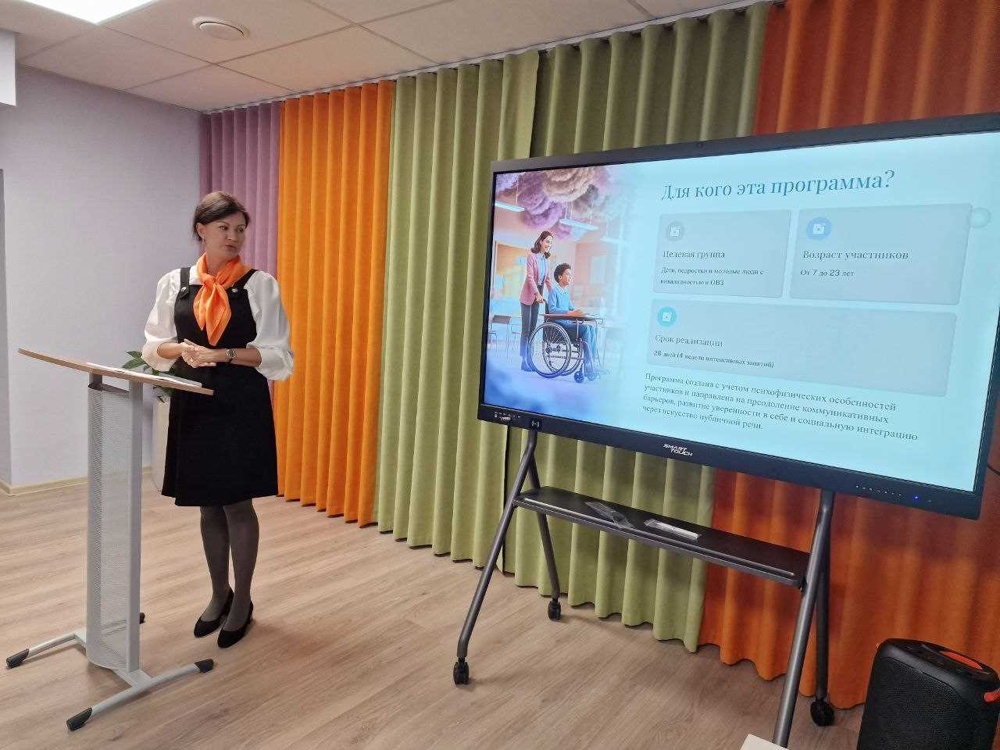 Для кого эта программа?
Целевая группа
Дети, подростки и молодые люди с
инвалидностью и ОВЗ
Возраст участников
От 7 до 23 лет
Срок реализации
28 дней (4 недели интенсивных занятий)
Программа создана с учетом психофизических особенностей
участников и направлена на преодоление коммуникативных
барьеров, развитие уверенности в себе и социальную интеграцию
через искусство публичной речи.
SMART
TOUCH